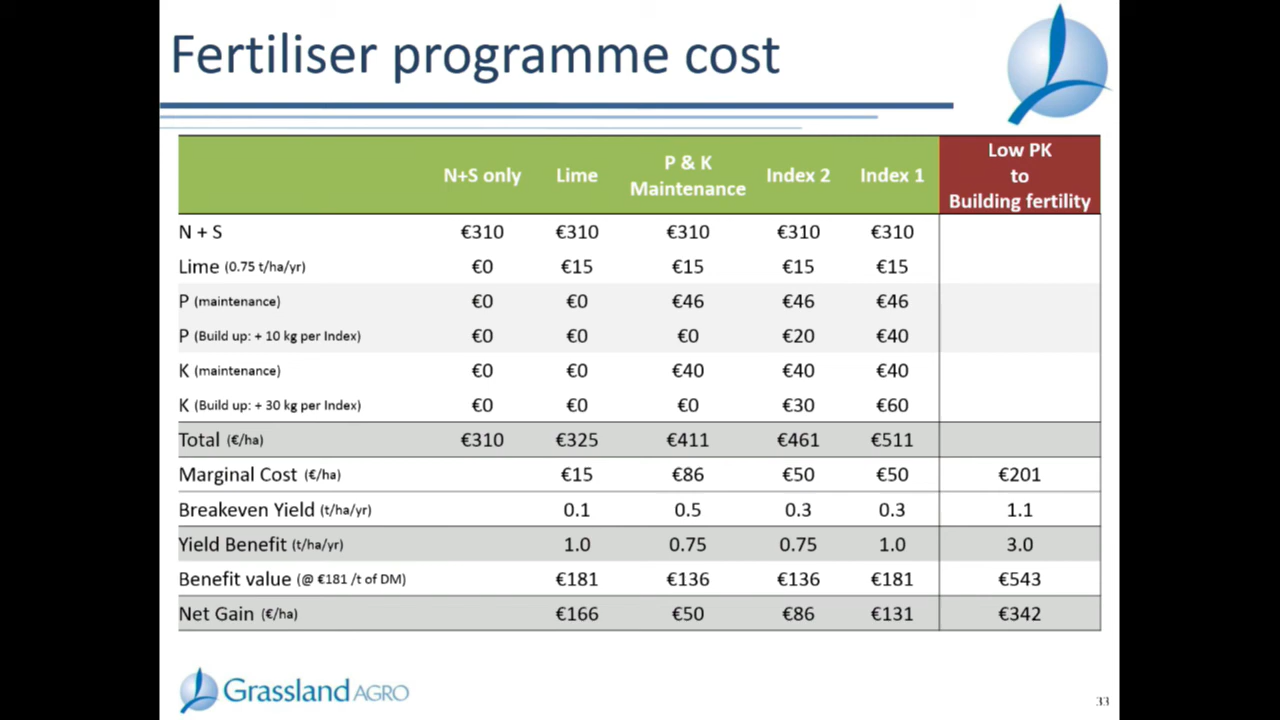 Fertiliser programme cost
N+S only Lime P & K Maintenance Index 2 Index 1 Low PK to Building fertility
N + S €310 €310 €310 €310 €310
Lime (0.75 t/ha/yr) €0 €15 €15 €15 €15
P (maintenance) €0 €0 €46 €46 €46
P (Build up: + 10 kg per Index) €0 €0 €0 €20 €40
K (maintenance) €0 €0 €40 €40 €40
K (Build up: + 30 kg per Index) €0 €0 €0 €30 €60
Total (€/ha) €310 €325 €411 €461 €511
Marginal Cost (€/ha) €15 €86 €50 €50 €201
Breakeven Yield (t/ha/yr) 0.1 0.5 0.3 0.3 1.1
Yield Benefit (t/ha/yr) 1.0 0.75 0.75 1.0 3.0
Benefit value (@ €181 /t of DM) €181 €136 €136 €181 €543
Net Gain (€/ha) €166 €50 €86 €131 €342
Grassland AGRO
33